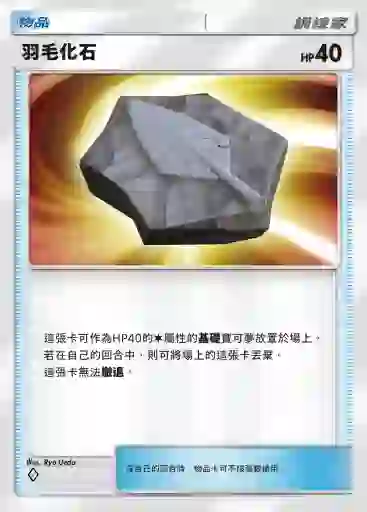 物品
訓練家
羽毛化石
HP40
這張卡可作為HP40的✶屬性的基礎寶可夢放置於場上。
若在自己的回合中，則可將場上的這張卡丟棄。
這張卡無法撤退。
Illus. Ryo Ueda
在自己的回合時，物品卡可不限張數使用。